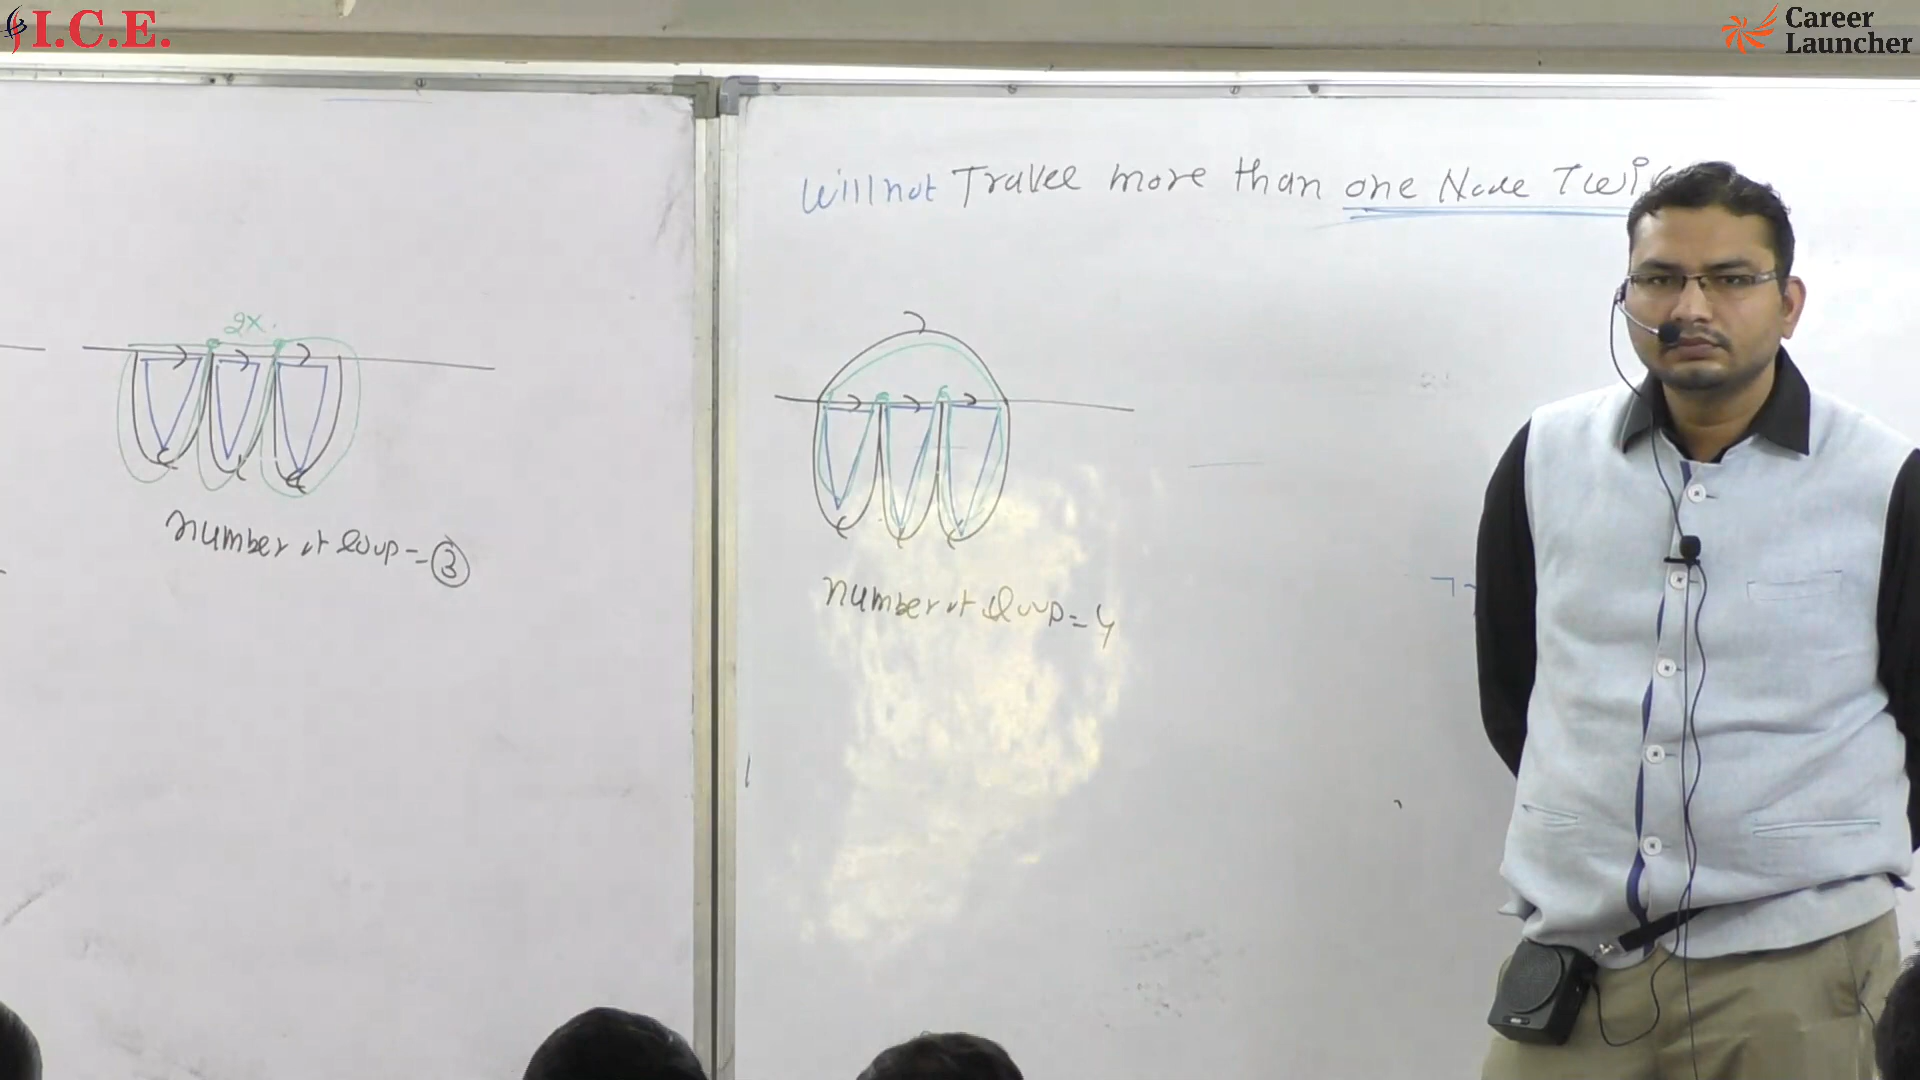 I.C.E.
Career
Launcher
Will not Travel more than one Node Twi
2x.
number of loop = 3
number of loop = 4